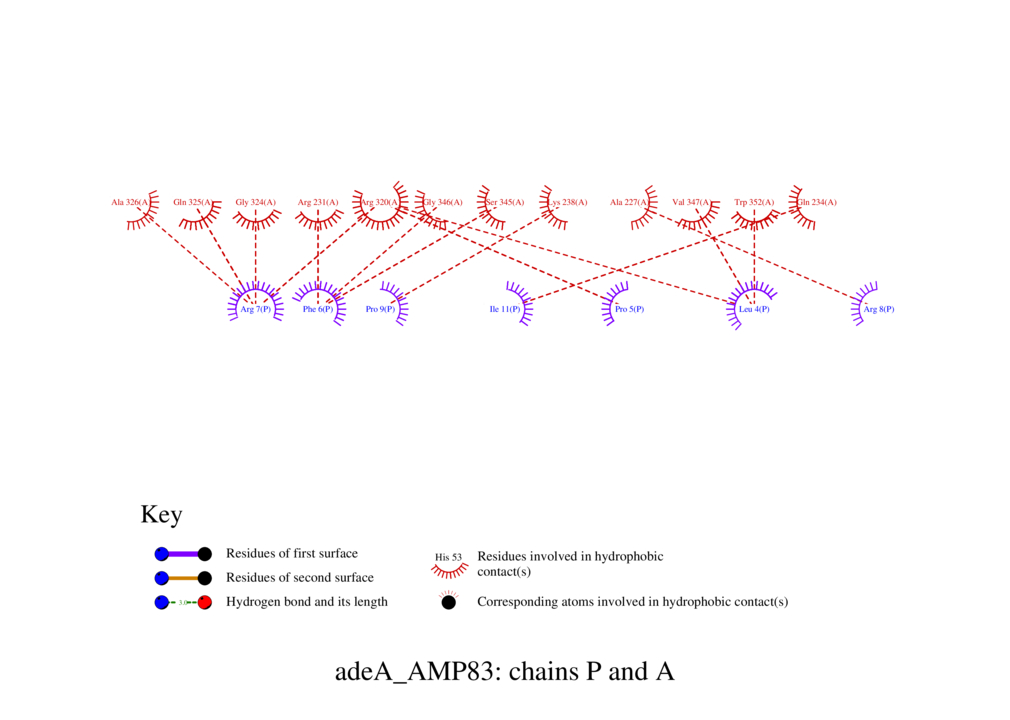 Ala 326(A) Gln 325(A) Gly 324(A) Arg 231(A) Arg 320(A) Gly 346(A) Ser 345(A) Lys 238(A) Ala 227(A) Val 347(A) Trp 352(A) Gln 234(A)
Arg 7(P) Phe 6(P) Pro 9(P) Ile 11(P) Pro 5(P) Leu 4(P) Arg 8(P)
Key
Residues of first surface
Residues of second surface
3.0
Hydrogen bond and its length
His 53
Residues involved in hydrophobic
contact(s)
Corresponding atoms involved in hydrophobic contact(s)
adeA_AMP83: chains P and A